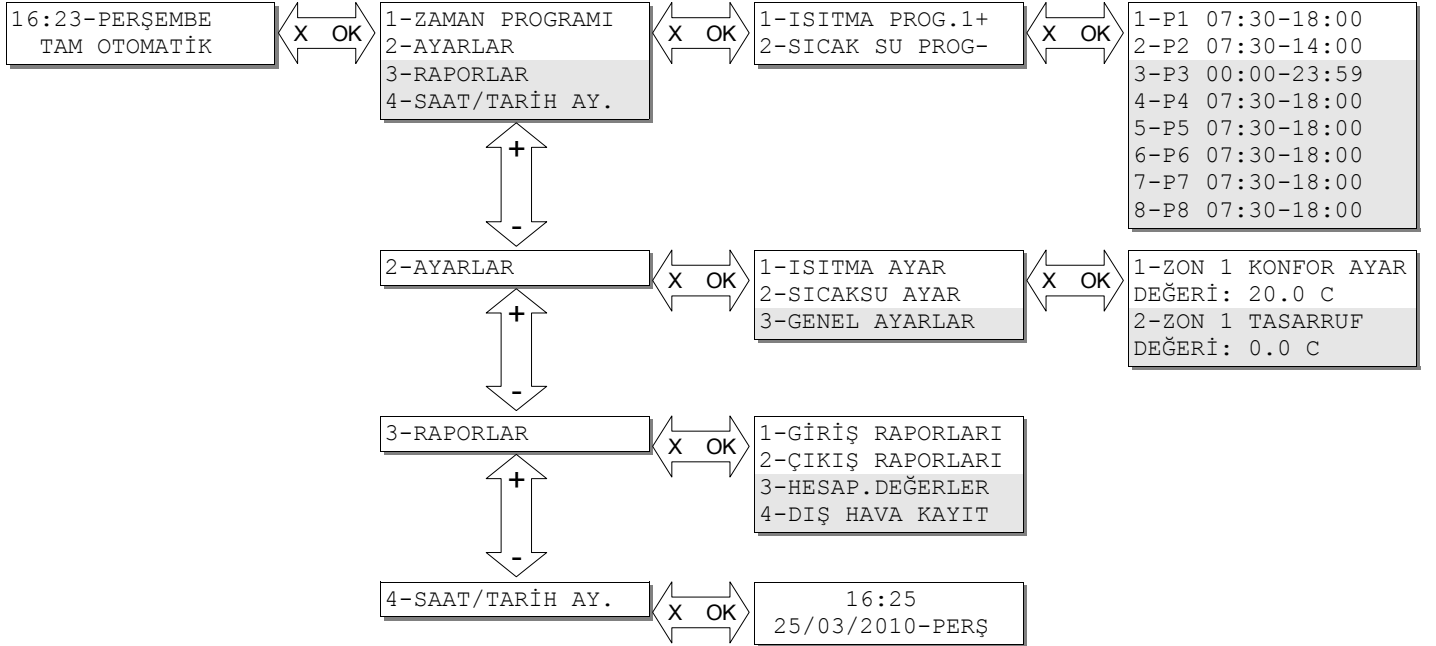 16:23-PERŞEMBE
TAM OTOMATİK
X OK
1-ZAMAN PROGRAMI
2-AYARLAR
3-RAPORLAR
4-SAAT/TARİH AY.
X OK
1-ISITMA PROG.1+
2-SICAK SU PROG-
X OK
1-P1 07:30-18:00
2-P2 07:30-14:00
3-P3 00:00-23:59
4-P4 07:30-18:00
5-P5 07:30-18:00
6-P6 07:30-18:00
7-P7 07:30-18:00
8-P8 07:30-18:00
+
-
2-AYARLAR
X OK
1-ISITMA AYAR
2-SICAKSU AYAR
3-GENEL AYARLAR
X OK
1-ZON 1 KONFOR AYAR
DEĞERİ: 20.0 C
2-ZON 1 TASARRUF
DEĞERİ: 0.0 C
+
-
3-RAPORLAR
X OK
1-GİRİŞ RAPORLARI
2-ÇIKIŞ RAPORLARI
3-HESAP.DEĞERLER
4-DIŞ HAVA KAYIT
+
-
4-SAAT/TARİH AY.
X OK
16:25
25/03/2010-PERŞ